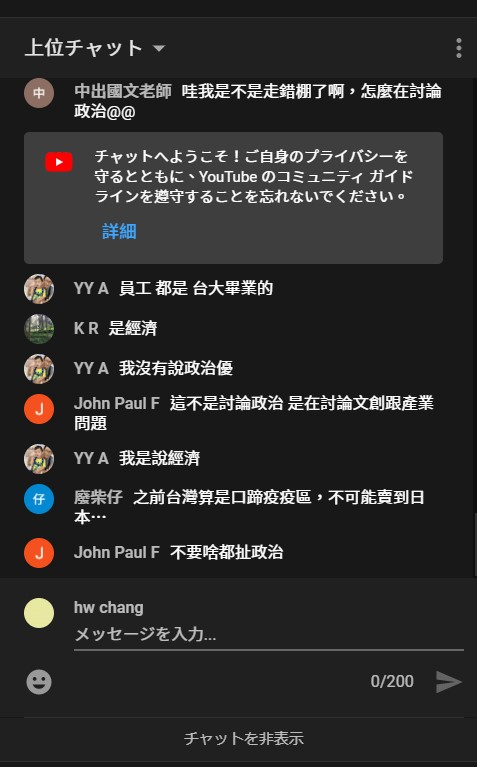 上位チャット
中
中出國文老師 哇我是不是走錯棚了啊，怎麼在討論
政治@@
チャットへようこそ！ご自身のプライバシーを
守るとともに、YouTube のコミュニティ ガイド
ラインを遵守することを忘れないでください。
詳細
YY A 員工 都是 台大畢業的
K R 是經濟
YY A 我沒有說政治優
J
John Paul F 這不是討論政治 是在討論文創跟產業
問題
YY A 我是說經濟
仔
廢柴仔 之前台灣算是口蹄疫疫區，不可能賣到日
本⋯
J
John Paul F 不要啥都扯政治
hw chang
メッセージを入力...
0/200
チャットを非表示